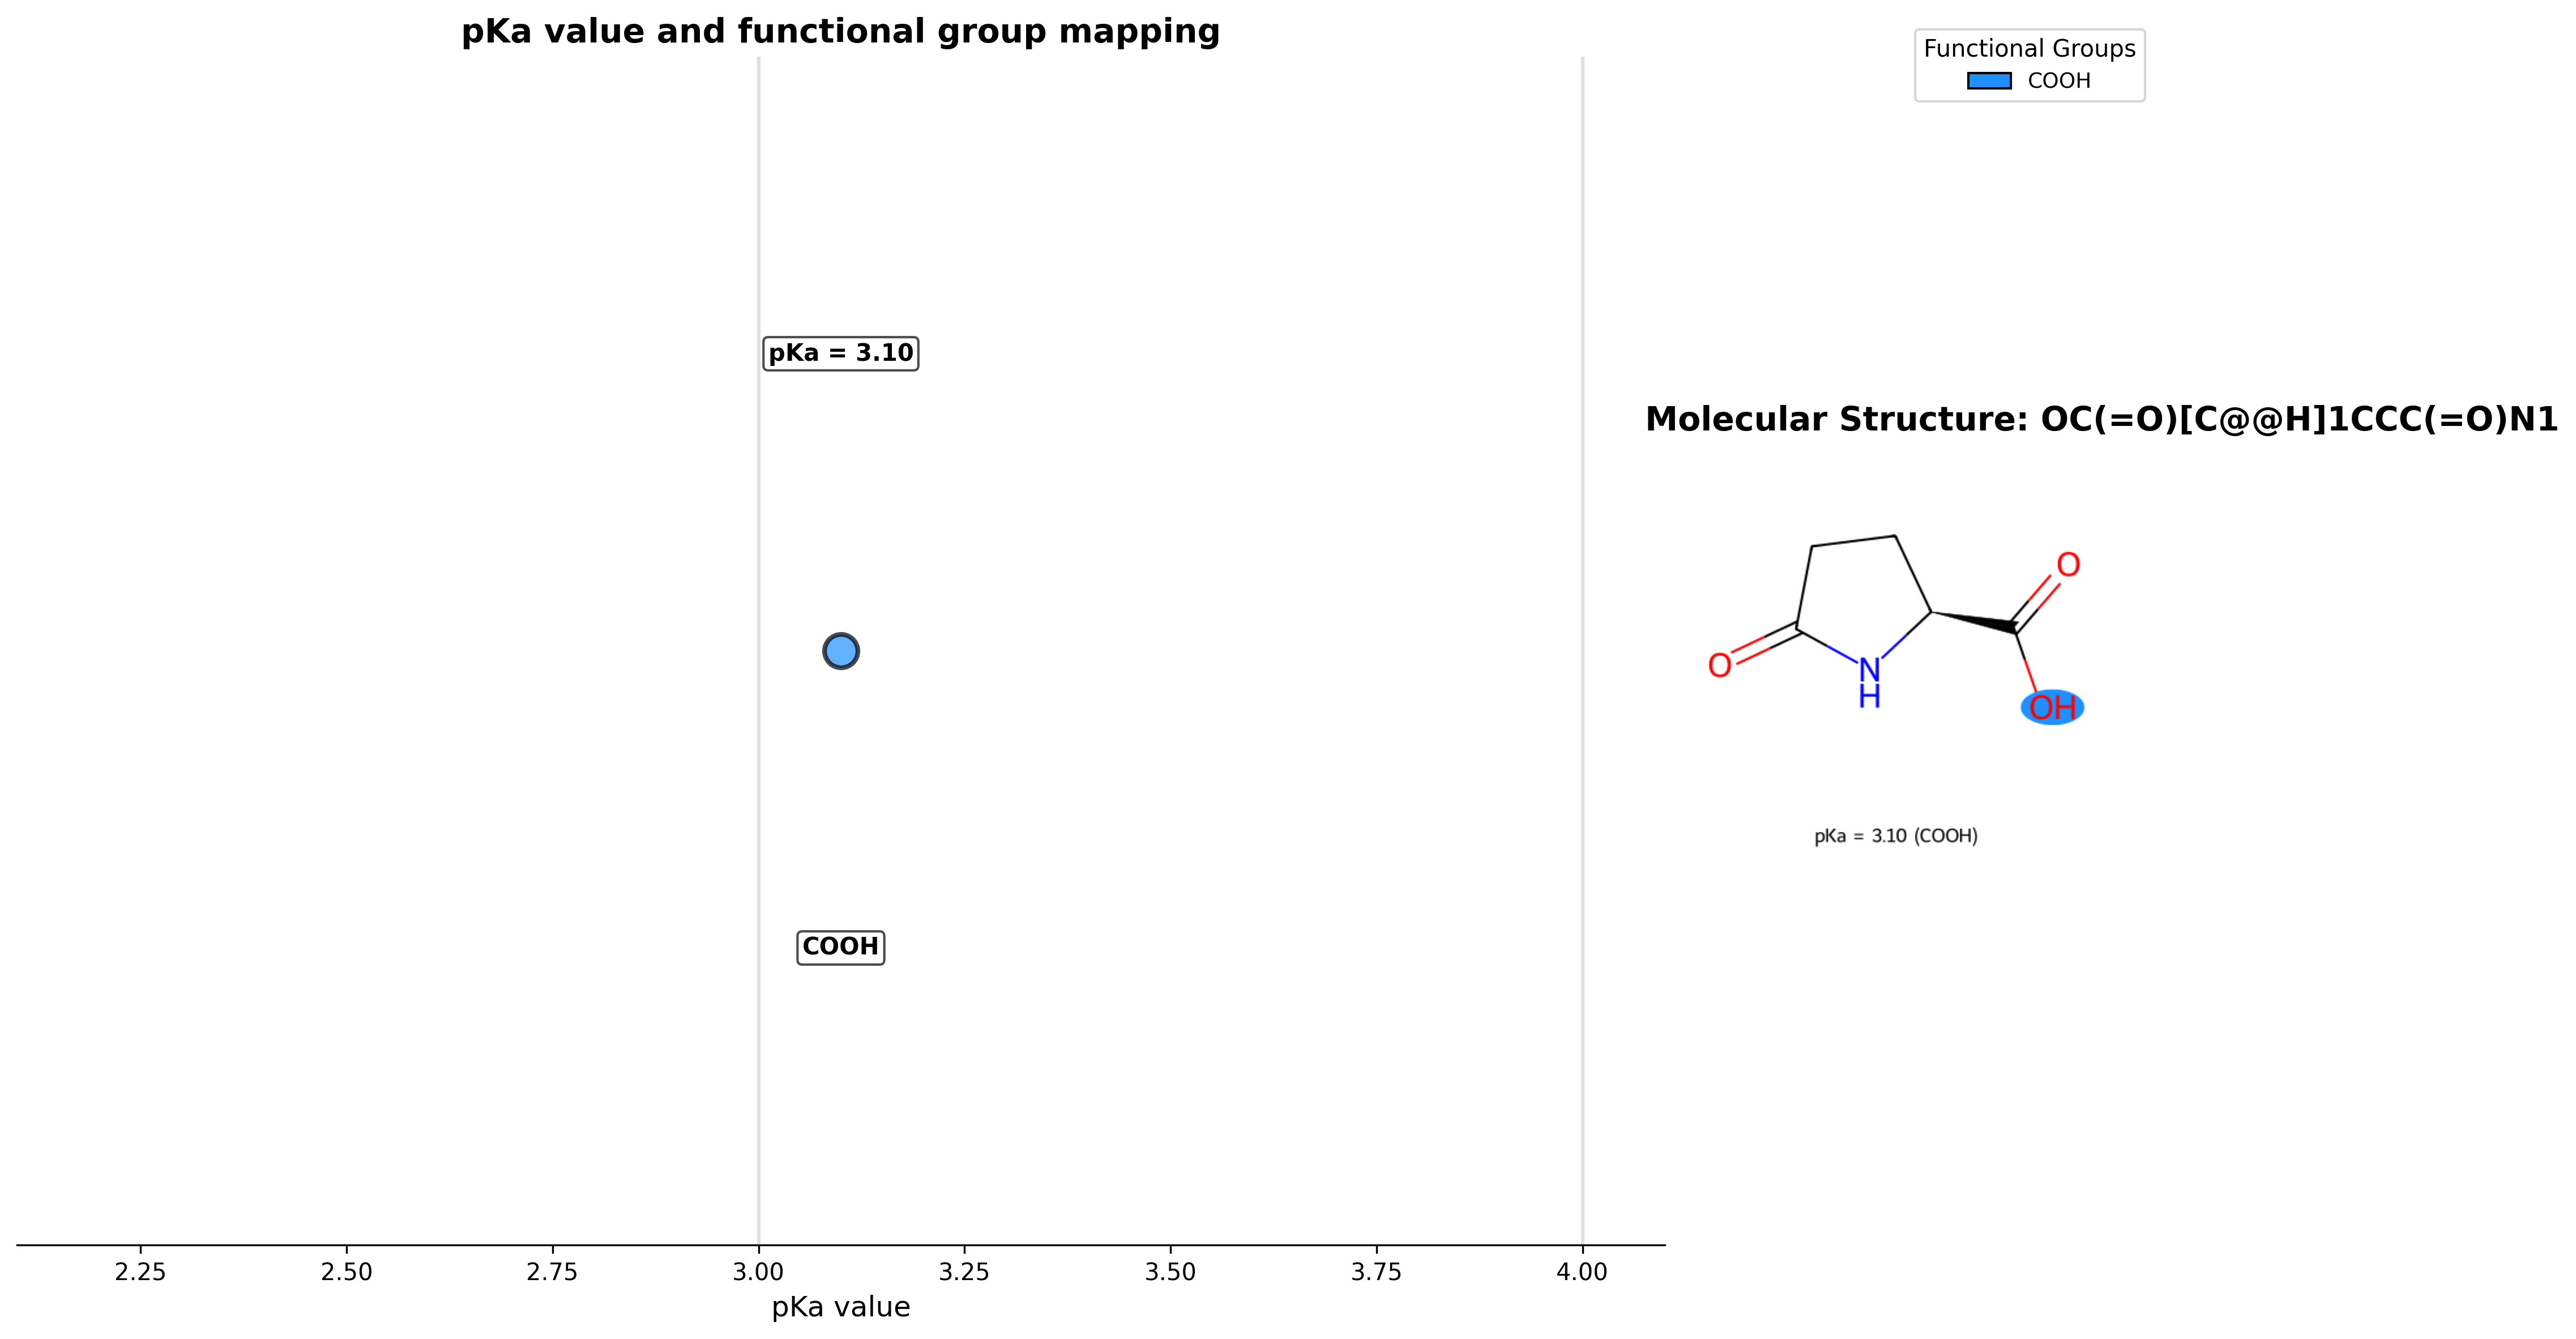 pKa value and functional group mapping
Functional Groups
COOH
pKa = 3.10
Molecular Structure: OC(=O)[C@@H]1CCC(=O)N1
O
O
N
H
OH
pKa = 3.10 (COOH)
COOH
2.25 2.50 2.75 3.00 3.25 3.50 3.75 4.00
pKa value